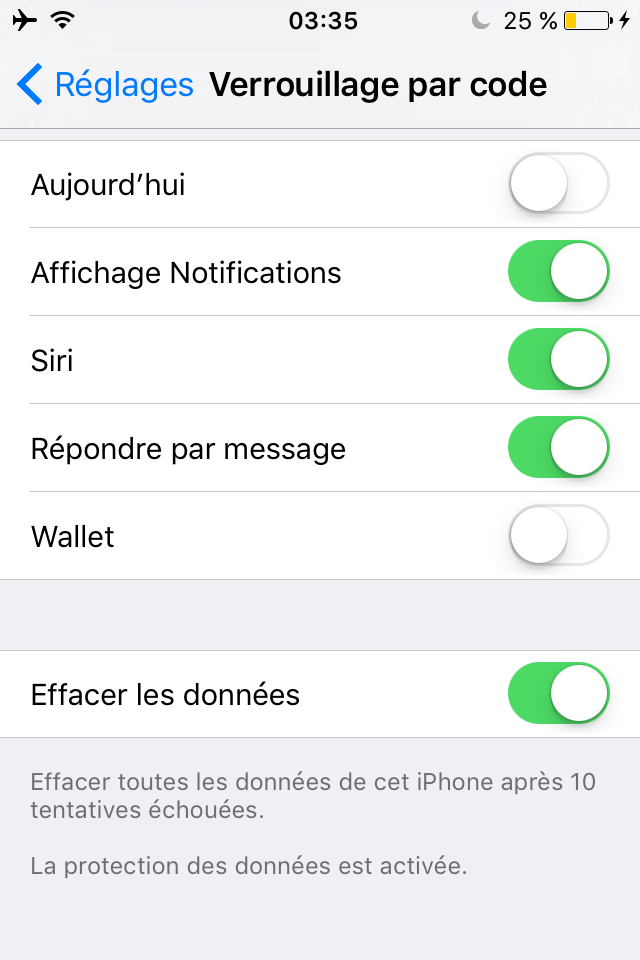 03:35
25 %
Réglages Verrouillage par code
Aujourd’hui
Affichage Notifications
Siri
Répondre par message
Wallet
Effacer les données
Effacer toutes les données de cet iPhone après 10
tentatives échouées.
La protection des données est activée.